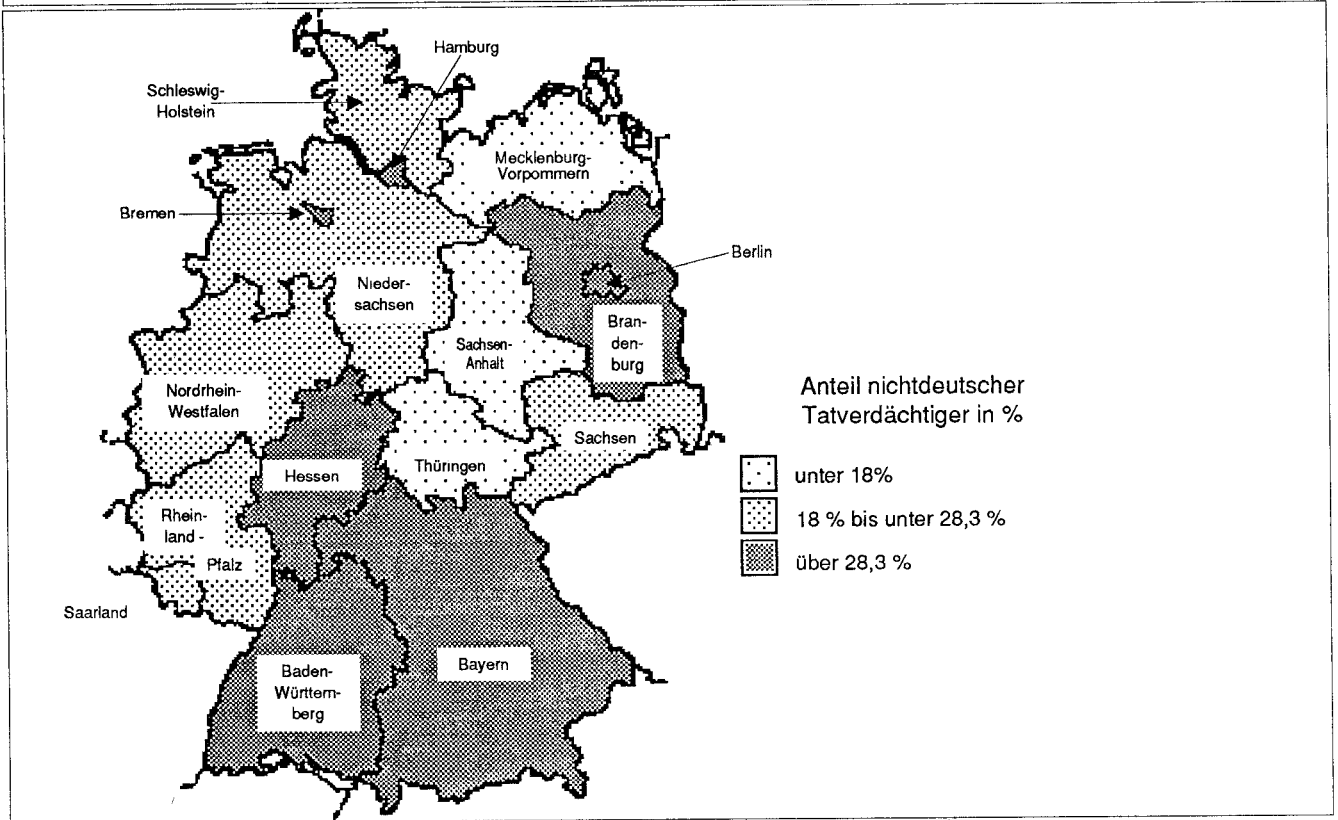 Hamburg
Schleswig-
Holstein
Mecklenburg-
Vorpommern
Bremen
Berlin
Nieder-
sachsen
Bran-
den-
burg
Sachsen-
Anhalt
Nordrhein-
Westfalen
Anteil nichtdeutscher
Tatverdächtiger in %
Sachsen
Hessen
Thüringen
unter 18%
Rhein-
land -
Pfalz
18 % bis unter 28,3 %
über 28,3 %
Saarland
Baden-
Württem-
berg
Bayern